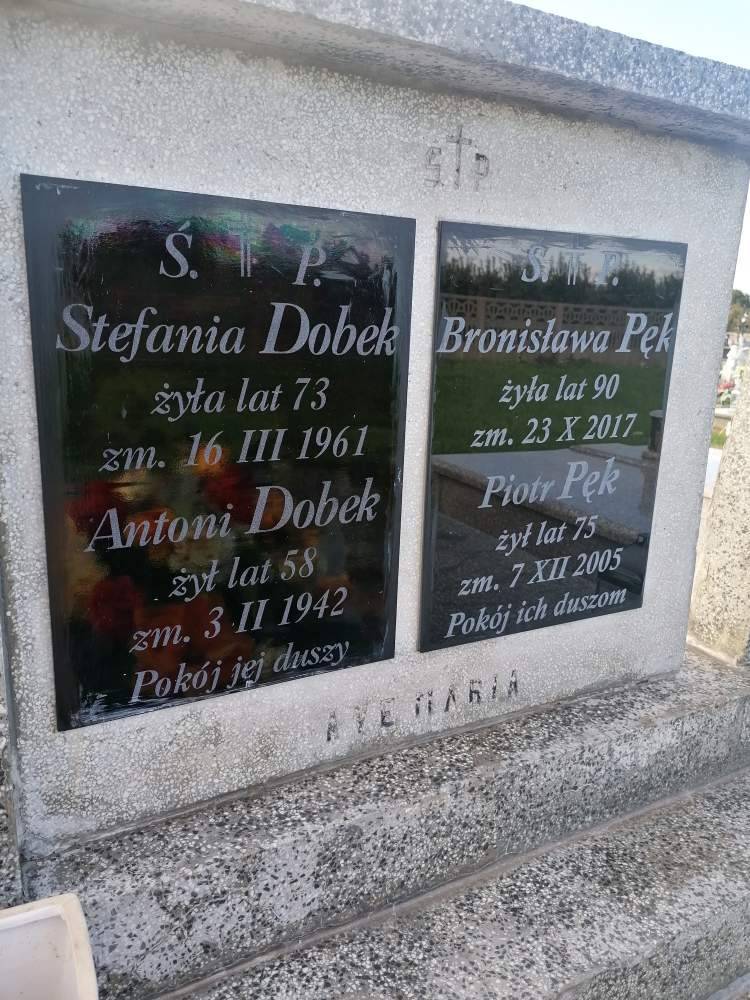 S.P
Ś. P.
Stefania Dobek
żyła lat 73
zm. 16 III 1961
Antoni Dobek
żył lat 58
zm. 3 II 1942
Pokój jej duszy
Ś. P.
Bronisława Pęk
żyła lat 90
zm. 23 X 2017
Piotr Pęk
żył lat 75
zm. 7 XII 2005
Pokój ich duszom
AVE MARIA